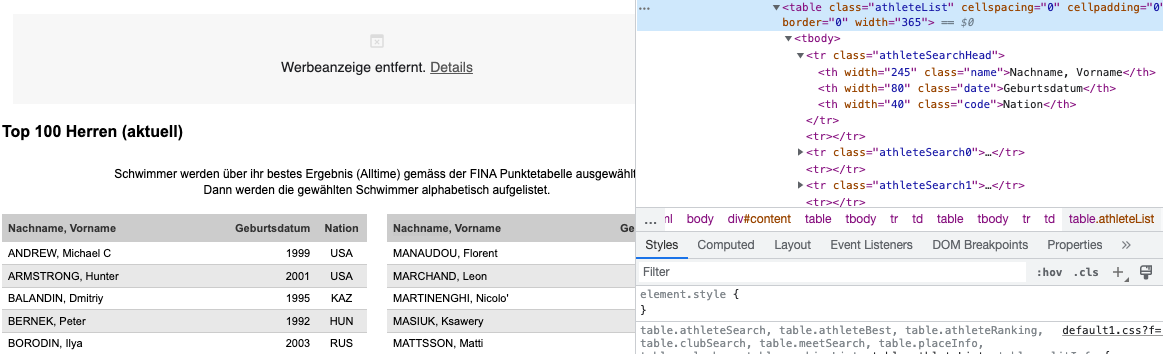 Werbeanzeige entfernt. Details
Top 100 Herren (aktuell)
Schwimmer werden über ihr bestes Ergebnis (Alltime) gemäss der FINA Punktetabelle ausgewählt
Dann werden die gewählten Schwimmer alphabetisch aufgelistet.
Nachname, Vorname Geburtsdatum Nation Nachname, Vorname Ge
ANDREW, Michael C 1999 USA MANAUDOU, Florent
ARMSTRONG, Hunter 2001 USA MARCHAND, Leon
BALANDIN, Dmitriy 1995 KAZ MARTINENGHI, Nicolo'
BERNEK, Peter 1992 HUN MASIUK, Ksawery
BORODIN, Ilya 2003 RUS MATTSSON, Matti
… <table class="athleteList" cellspacing="0" cellpadding="0"
border="0" width="365"> == $0
<tbody>
<tr class="athleteSearchHead">
<th width="245" class="name">Nachname, Vorname</th>
<th width="80" class="date">Geburtsdatum</th>
<th width="40" class="code">Nation</th>
</tr>
<tr></tr>
<tr class="athleteSearch0">…</tr>
<tr></tr>
<tr class="athleteSearch1">…</tr>
<tr></tr>
… nl body div#content table tbody tr td table tbody tr td table.athleteList
Styles Computed Layout Event Listeners DOM Breakpoints Properties »
Filter :hov .cls +
element.style {
}
table.athleteSearch, table.athleteBest, table.athleteRanking, default1.css?f=
table.clubSearch, table.meetSearch, table.placeInfo,